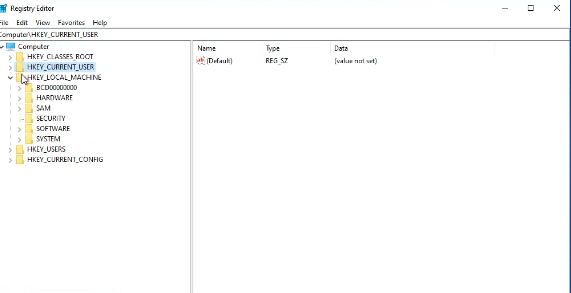 Registry Editor
File Edit View Favorites Help
Computer\HKEY_CURRENT_USER
Computer
HKEY_CLASSES_ROOT
HKEY_CURRENT_USER
HKEY_LOCAL_MACHINE
BCD00000000
HARDWARE
SAM
SECURITY
SOFTWARE
SYSTEM
HKEY_USERS
HKEY_CURRENT_CONFIG
Name Type Data
(Default) REG_SZ (value not set)